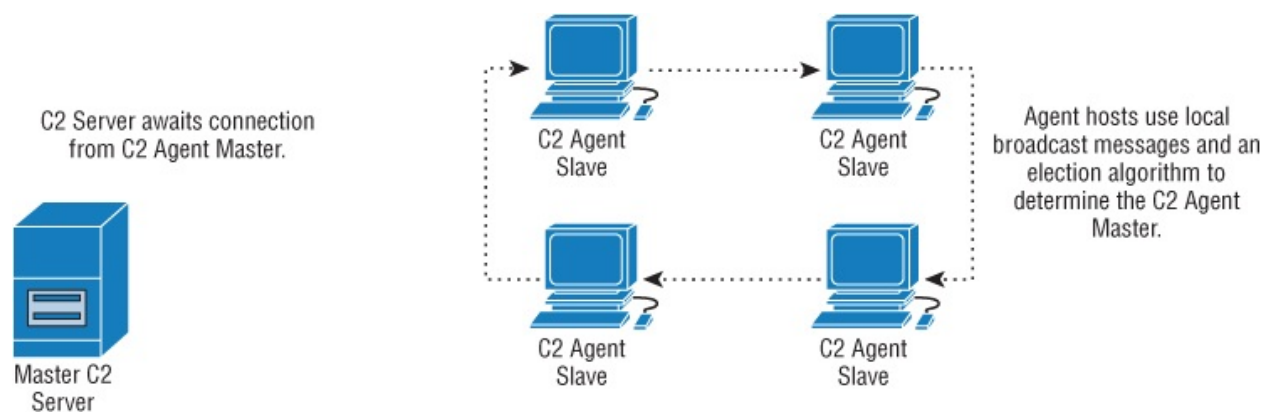 C2 Server awaits connection
from C2 Agent Master.
Master C2
Server
C2 Agent
Slave
C2 Agent
Slave
C2 Agent
Slave
C2 Agent
Slave
Agent hosts use local
broadcast messages and an
election algorithm to
determine the C2 Agent
Master.